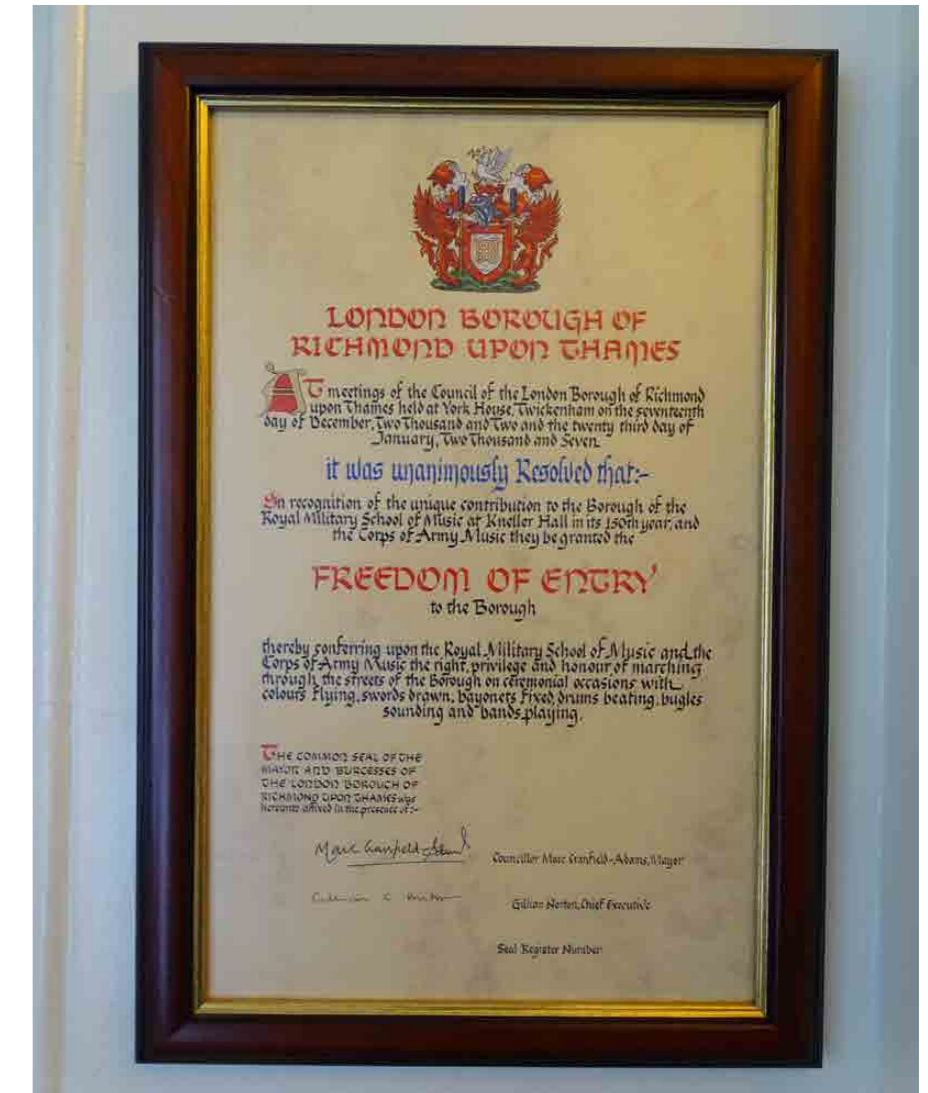 LONDON BOROUGH OF
RICHMOND UPON THAMES
AT meetings of the Council of the London Borough of Richmond
upon Thames held at York House, Twickenham on the seventeenth
day of December, Two Thousand and Two and the twenty third day of
January, Two Thousand and Seven
it was unanimously Resolved that:-
In recognition of the unique contribution to the Borough of the
Royal Military School of Music at Kneller Hall in its 150th year, and
the Corps of Army Music they be granted the
FREEDOM OF ENTRY
to the Borough
thereby conferring upon the Royal Military School of Music and the
Corps of Army Music the right, privilege and honour of marching
through the streets of the Borough on ceremonial occasions with
colours flying, swords drawn, bayonets fixed, drums beating, bugles
sounding and bands playing.
THE COMMON SEAL OF THE
MAYOR AND BURGESSES OF
THE LONDON BOROUGH OF
RICHMOND UPON THAMES was
hereunto affixed in the presence of:-
Marc Cranfield-Adams
Councillor Marc Cranfield-Adams, Mayor
Gillian Norton, Chief Executive
Seal Register Number